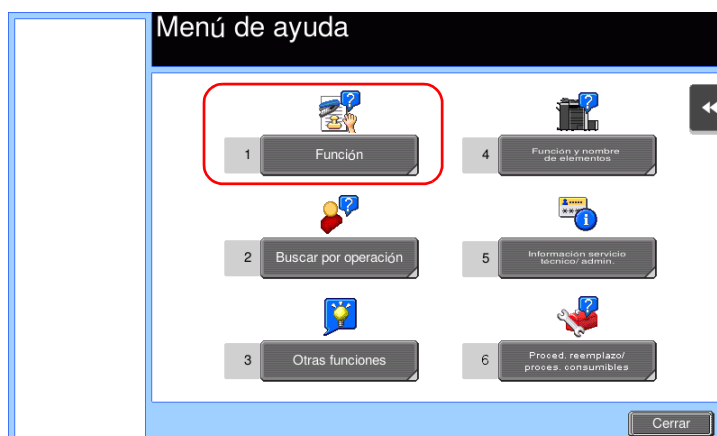 Menú de ayuda
1 Función
4 Función y nombre
de elementos
2 Buscar por operación
5 Información servicio
técnico/ admin.
3 Otras funciones
6 Proced. reemplazo/
proces. consumibles
Cerrar